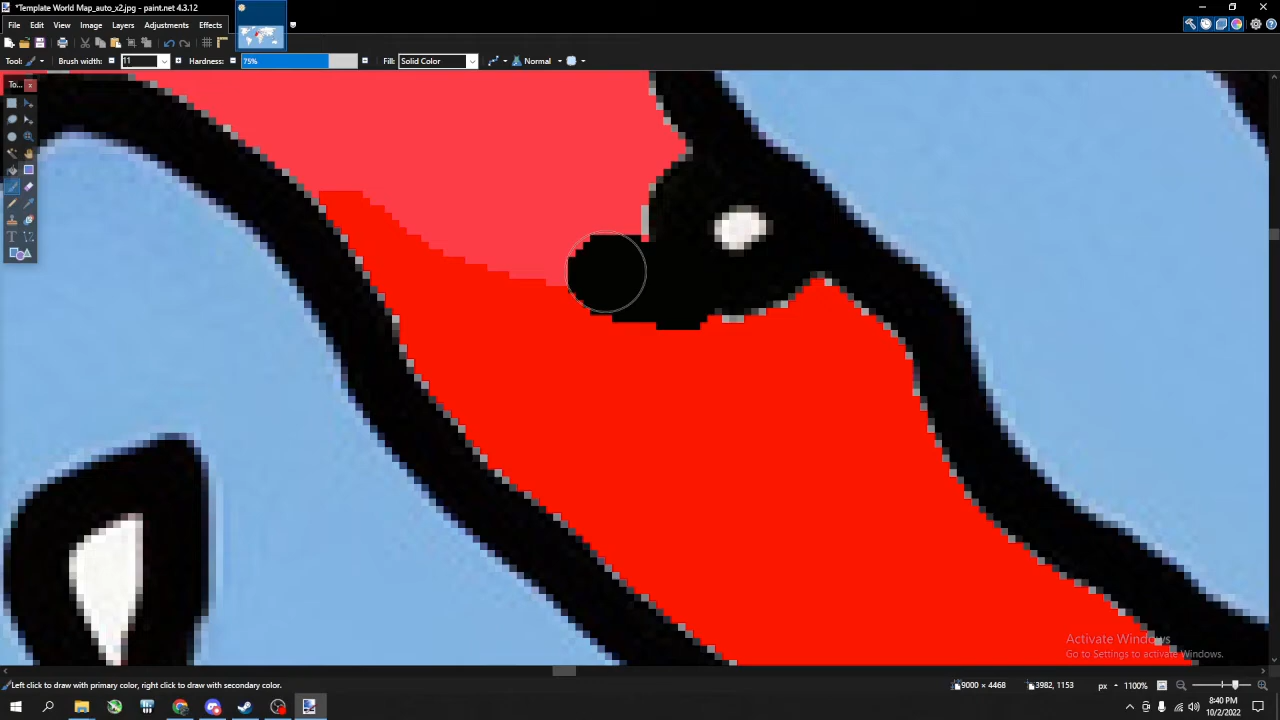 *Template World Map_auto_x2.jpg - paint.net 4.3.12
File Edit View Image Layers Adjustments Effects
Tool: Brush width: 11 Hardness: 75% Fill: Solid Color Normal
To... x
T
Activate Windows
Go to Settings to activate Windows.
Left click to draw with primary color, right click to draw with secondary color. 9000 × 4468 3982, 1153 px 1100%
8:40 PM
10/2/2022